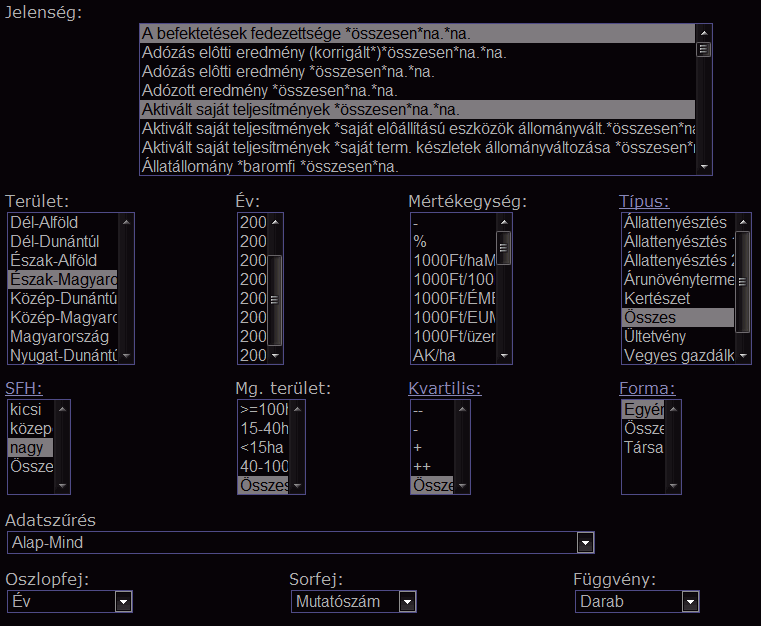 Jelenség:
A befektetések fedezettsége *összesen*na.*na.
Adózás elôtti eredmény (korrigált*)*összesen*na.*na.
Adózás elôtti eredmény *összesen*na.*na.
Adózott eredmény *összesen*na.*na.
Aktivált saját teljesítmények *összesen*na.*na.
Aktivált saját teljesítmények *saját elôállítású eszközök állományvált.*összesen*na
Aktivált saját teljesítmények *saját term. készletek állományváltozása *összesen*
Állatállomány *baromfi *összesen*na.
Terület: Év: Mértékegység: Típus:
Dél-Alföld 200 - Állattenyésztés
Dél-Dunántúl 200 % Állattenyésztés
Észak-Alföld 200 1000Ft/haM Állattenyésztés
Észak-Magyarc 200 1000Ft/100 Árunövényterme
Közép-Dunántú 200 1000Ft/ÉME Kertészet
Közép-Magyarc 200 1000Ft/EUM Összes
Magyarország 200 1000Ft/üzer Ültetvény
Nyugat-Dunántú 200 AK/ha Vegyes gazdálk
SFH: Mg. terület: Kvartilis: Forma:
kicsi >=100h -- Egyér
közep 15-40h - Össze
nagy <15ha + Társa
Össze 40-100 ++
Összes Össze
Adatszűrés
Alap-Mind
Oszlopfej: Sorfej: Függvény:
Év Mutatószám Darab